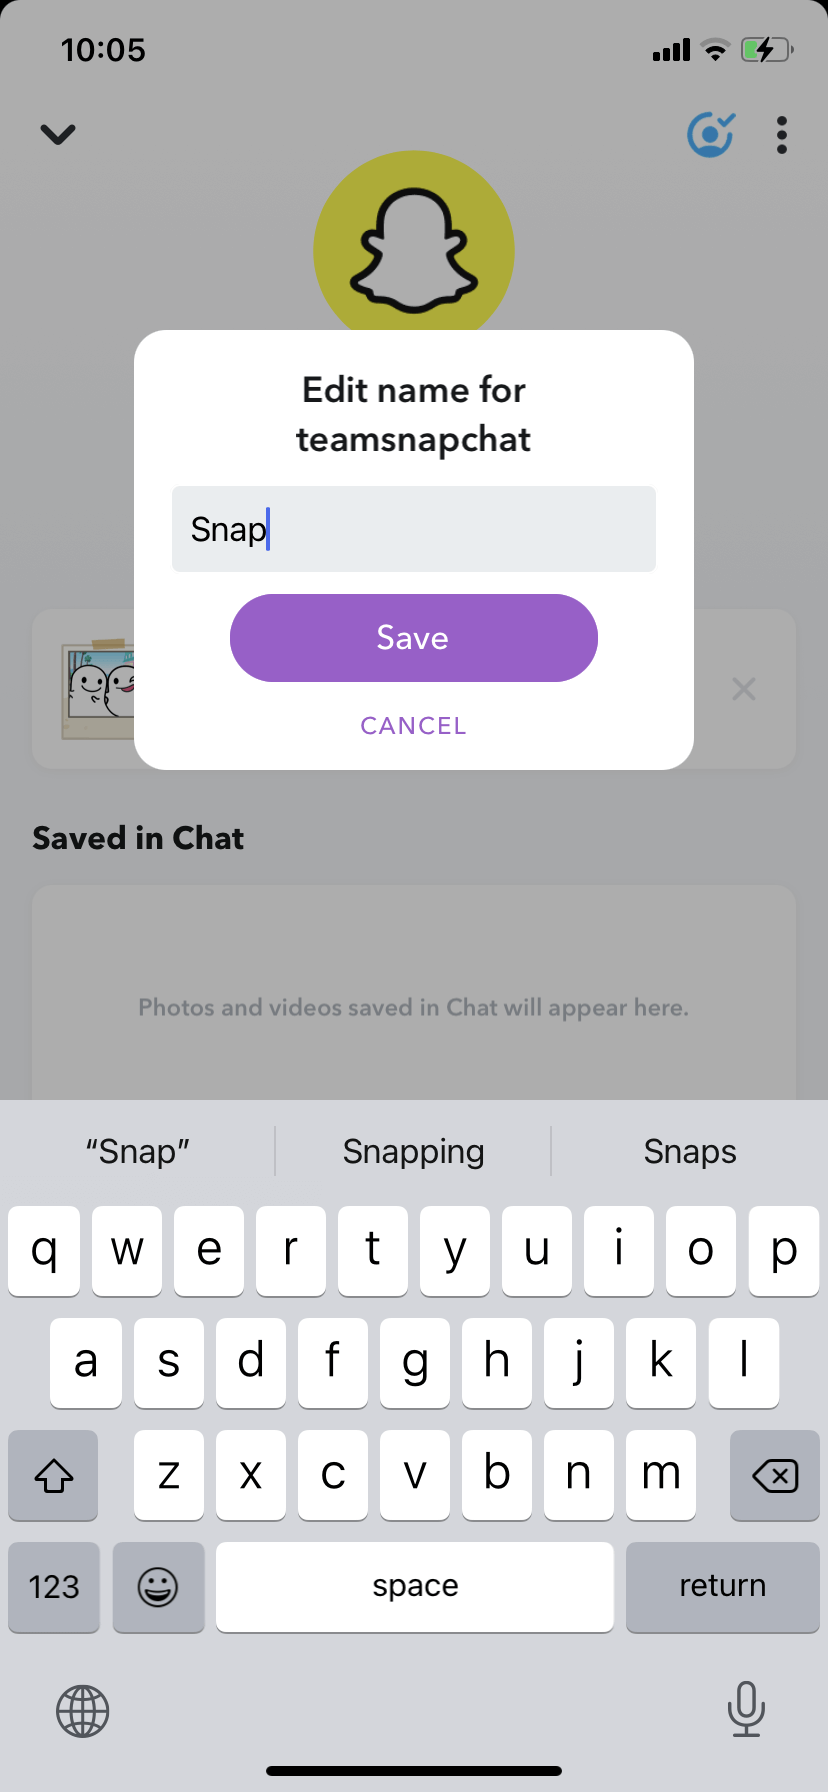 10:05
Edit name for
teamsnapchat
Snap
Save
CANCEL
Saved in Chat
Photos and videos saved in Chat will appear here.
“Snap” Snapping Snaps
q w e r t y u i o p
a s d f g h j k l
z x c v b n m
123 space return